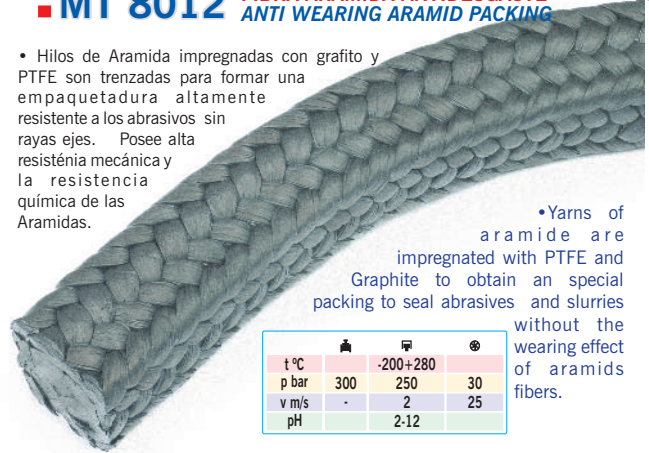 MT 8012
ANTI WEARING ARAMID PACKING
• Hilos de Aramida impregnadas con grafito y
PTFE son trenzadas para formar una
empaquetadura altamente
resistente a los abrasivos sin
rayas ejes. Posee alta
resisténia mecánica y
la resistencia
química de las
Aramidas.
•Yarns of
aramide are
impregnated with PTFE and
Graphite to obtain an special
packing to seal abrasives and slurries
without the
wearing effect
of aramids
fibers.
t ºC -200+280
p bar 300 250 30
v m/s - 2 25
pH 2-12